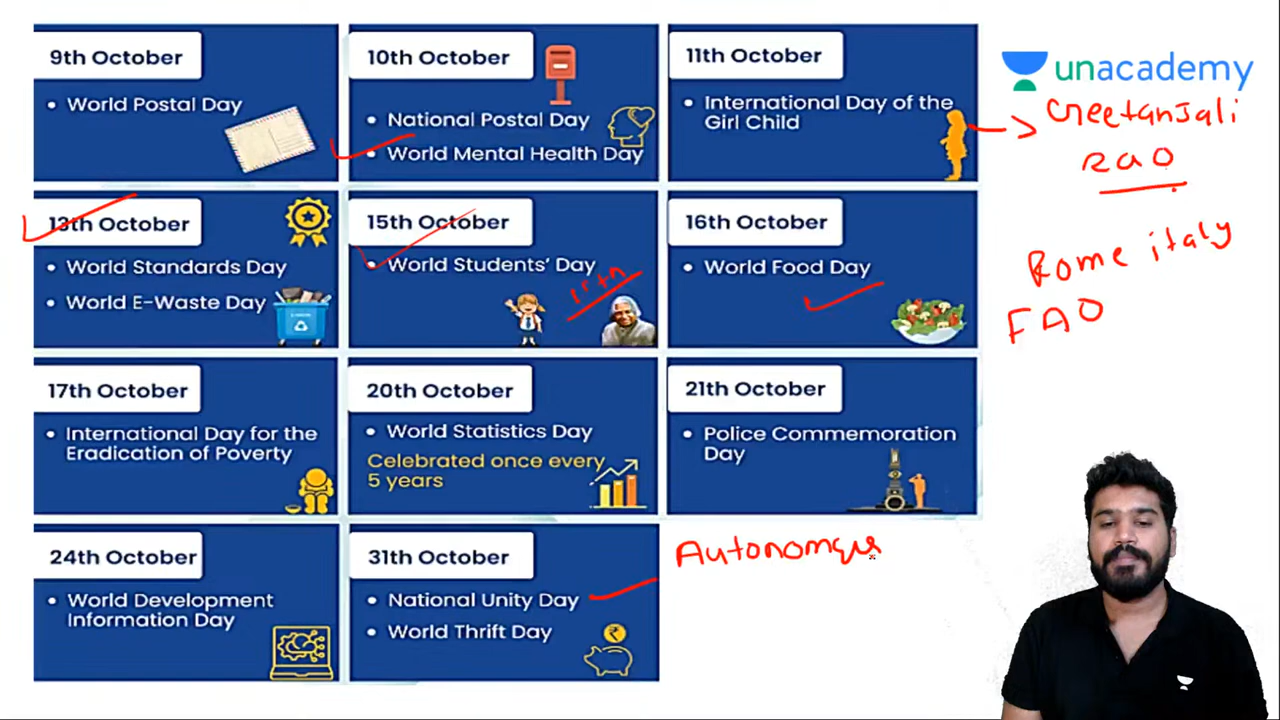 9th October
World Postal Day
10th October
National Postal Day
World Mental Health Day
11th October
International Day of the
Girl Child
unacademy
Geetanjali
Rao
13th October
World Standards Day
World E-Waste Day
15th October
World Students' Day
16th October
World Food Day
Rome italy
FAO
17th October
International Day for the
Eradication of Poverty
20th October
World Statistics Day
Celebrated once every
5 years
21th October
Police Commemoration
Day
24th October
World Development
Information Day
31th October
National Unity Day
World Thrift Day
Autonomous